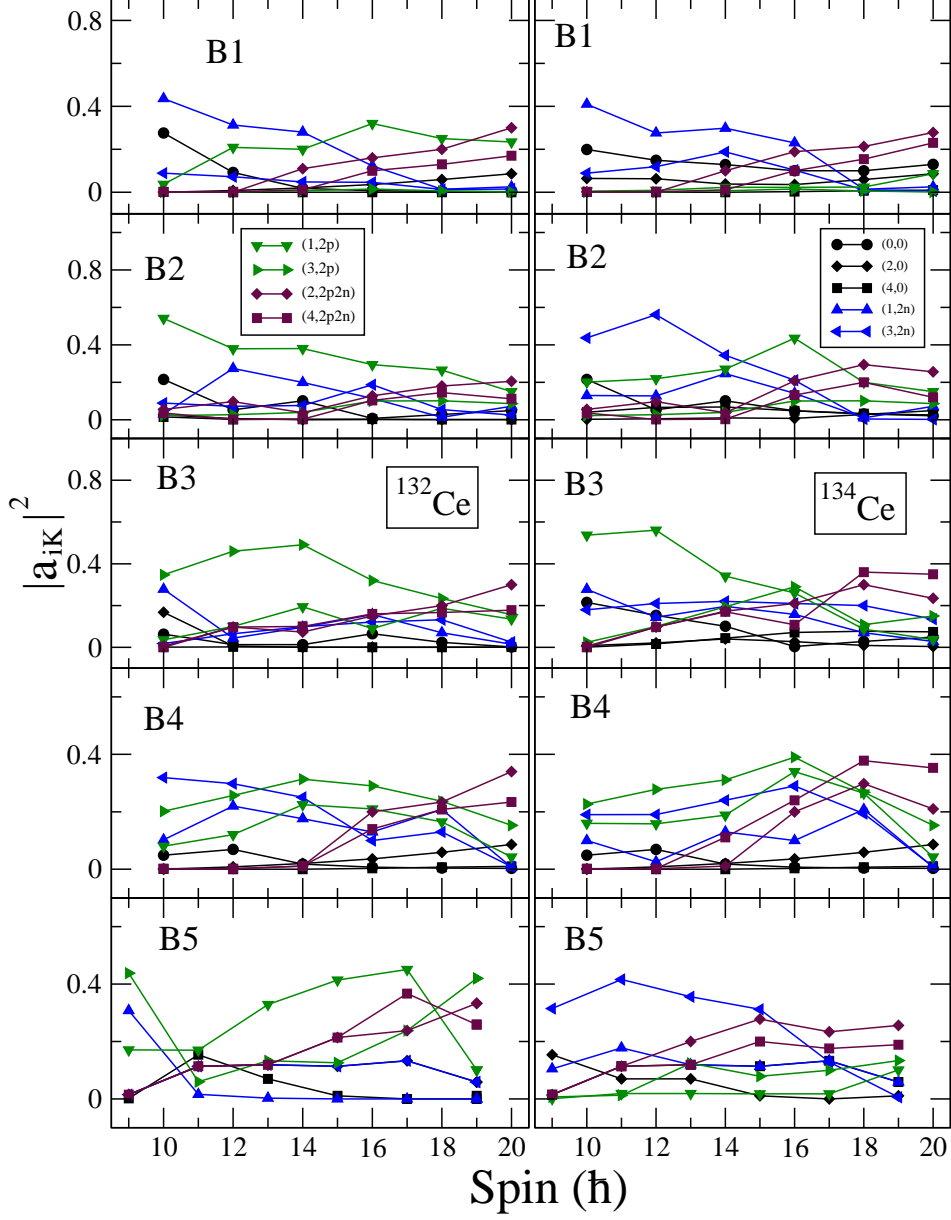 0.8
B1
B1
0.4
0
B2
(1,2p)
(3,2p)
(2,2p2n)
(4,2p2n)
B2
(0,0)
(2,0)
(4,0)
(1,2n)
(3,2n)
0.8
0.4
0
B3
¹³²Ce
B3
¹³⁴Ce
0.8
0.4
0
|a_{iK}|²
B4
B4
0.4
0
B5
B5
0.4
0
10 12 14 16 18 20 10 12 14 16 18 20
Spin (ħ)